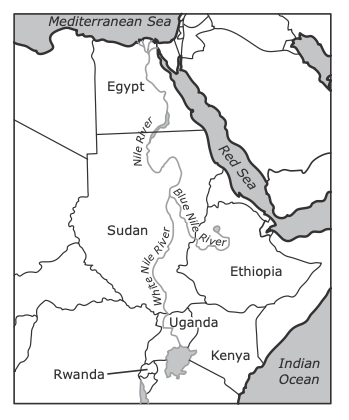 Mediterranean Sea
Egypt
Nile River
Red Sea
Blue Nile
River
Sudan
White Nile River
Ethiopia
Uganda
Kenya
Rwanda
Indian
Ocean